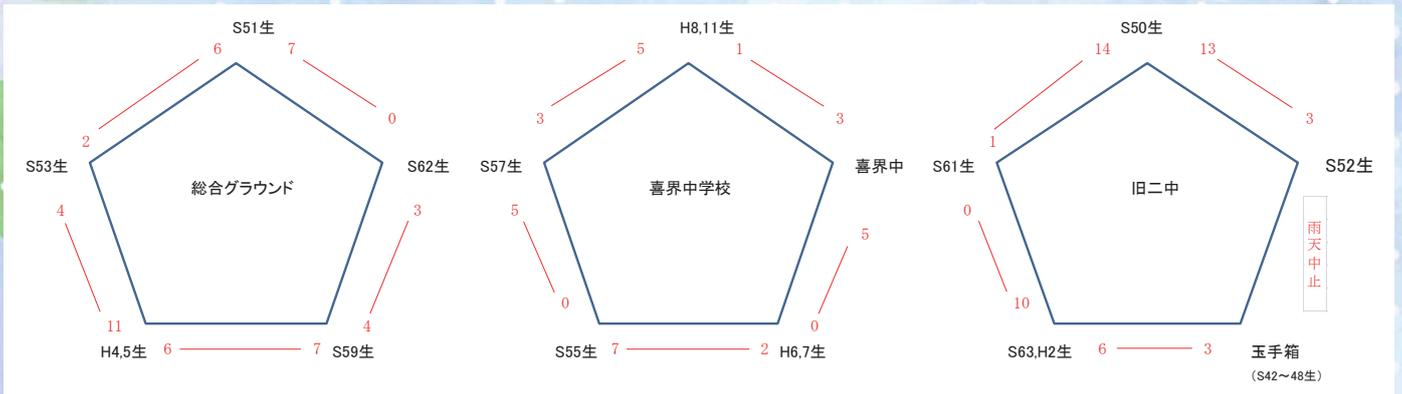 S51生
6 7
2 0
S53生 S62生
総合グラウンド
4 3
11 4
H4,5生 6 7 S59生
H8,11生
5 1
3 3
S57生 喜界中
喜界中学校
5 5
0 0
S55生 7 2 H6,7生
S50生
14 13
1 3
S61生 S52生
旧二中
0
雨天中止
10
S63,H2生 6 3 玉手箱
(S42～48生)